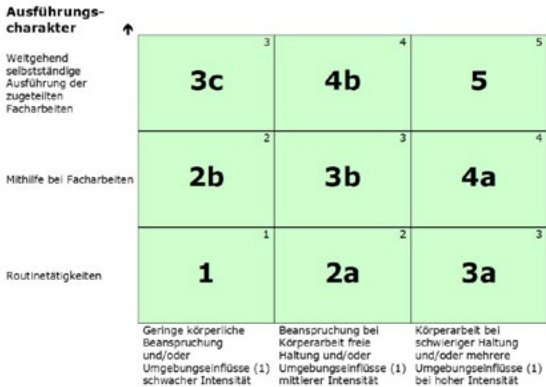 Ausführungs-
charakter
Weitgehend
selbstständige
Ausführung der
zugeteilten
Facharbeiten
3
3c
4
4b
5
5
Mithilfe bei Facharbeiten
2
2b
3
3b
4
4a
Routinetätigkeiten
1
1
2
2a
3
3a
Geringe körperliche
Beanspruchung
und/oder
Umgebungseinflüsse (1)
schwacher Intensität
Beanspruchung bei
Körperarbeit freie
Haltung und/oder
Umgebungseinflüsse (1)
mittlerer Intensität
Körperarbeit bei
schwieriger Haltung
und/oder mehrere
Umgebungseinflüsse (1)
bei hoher Intensität